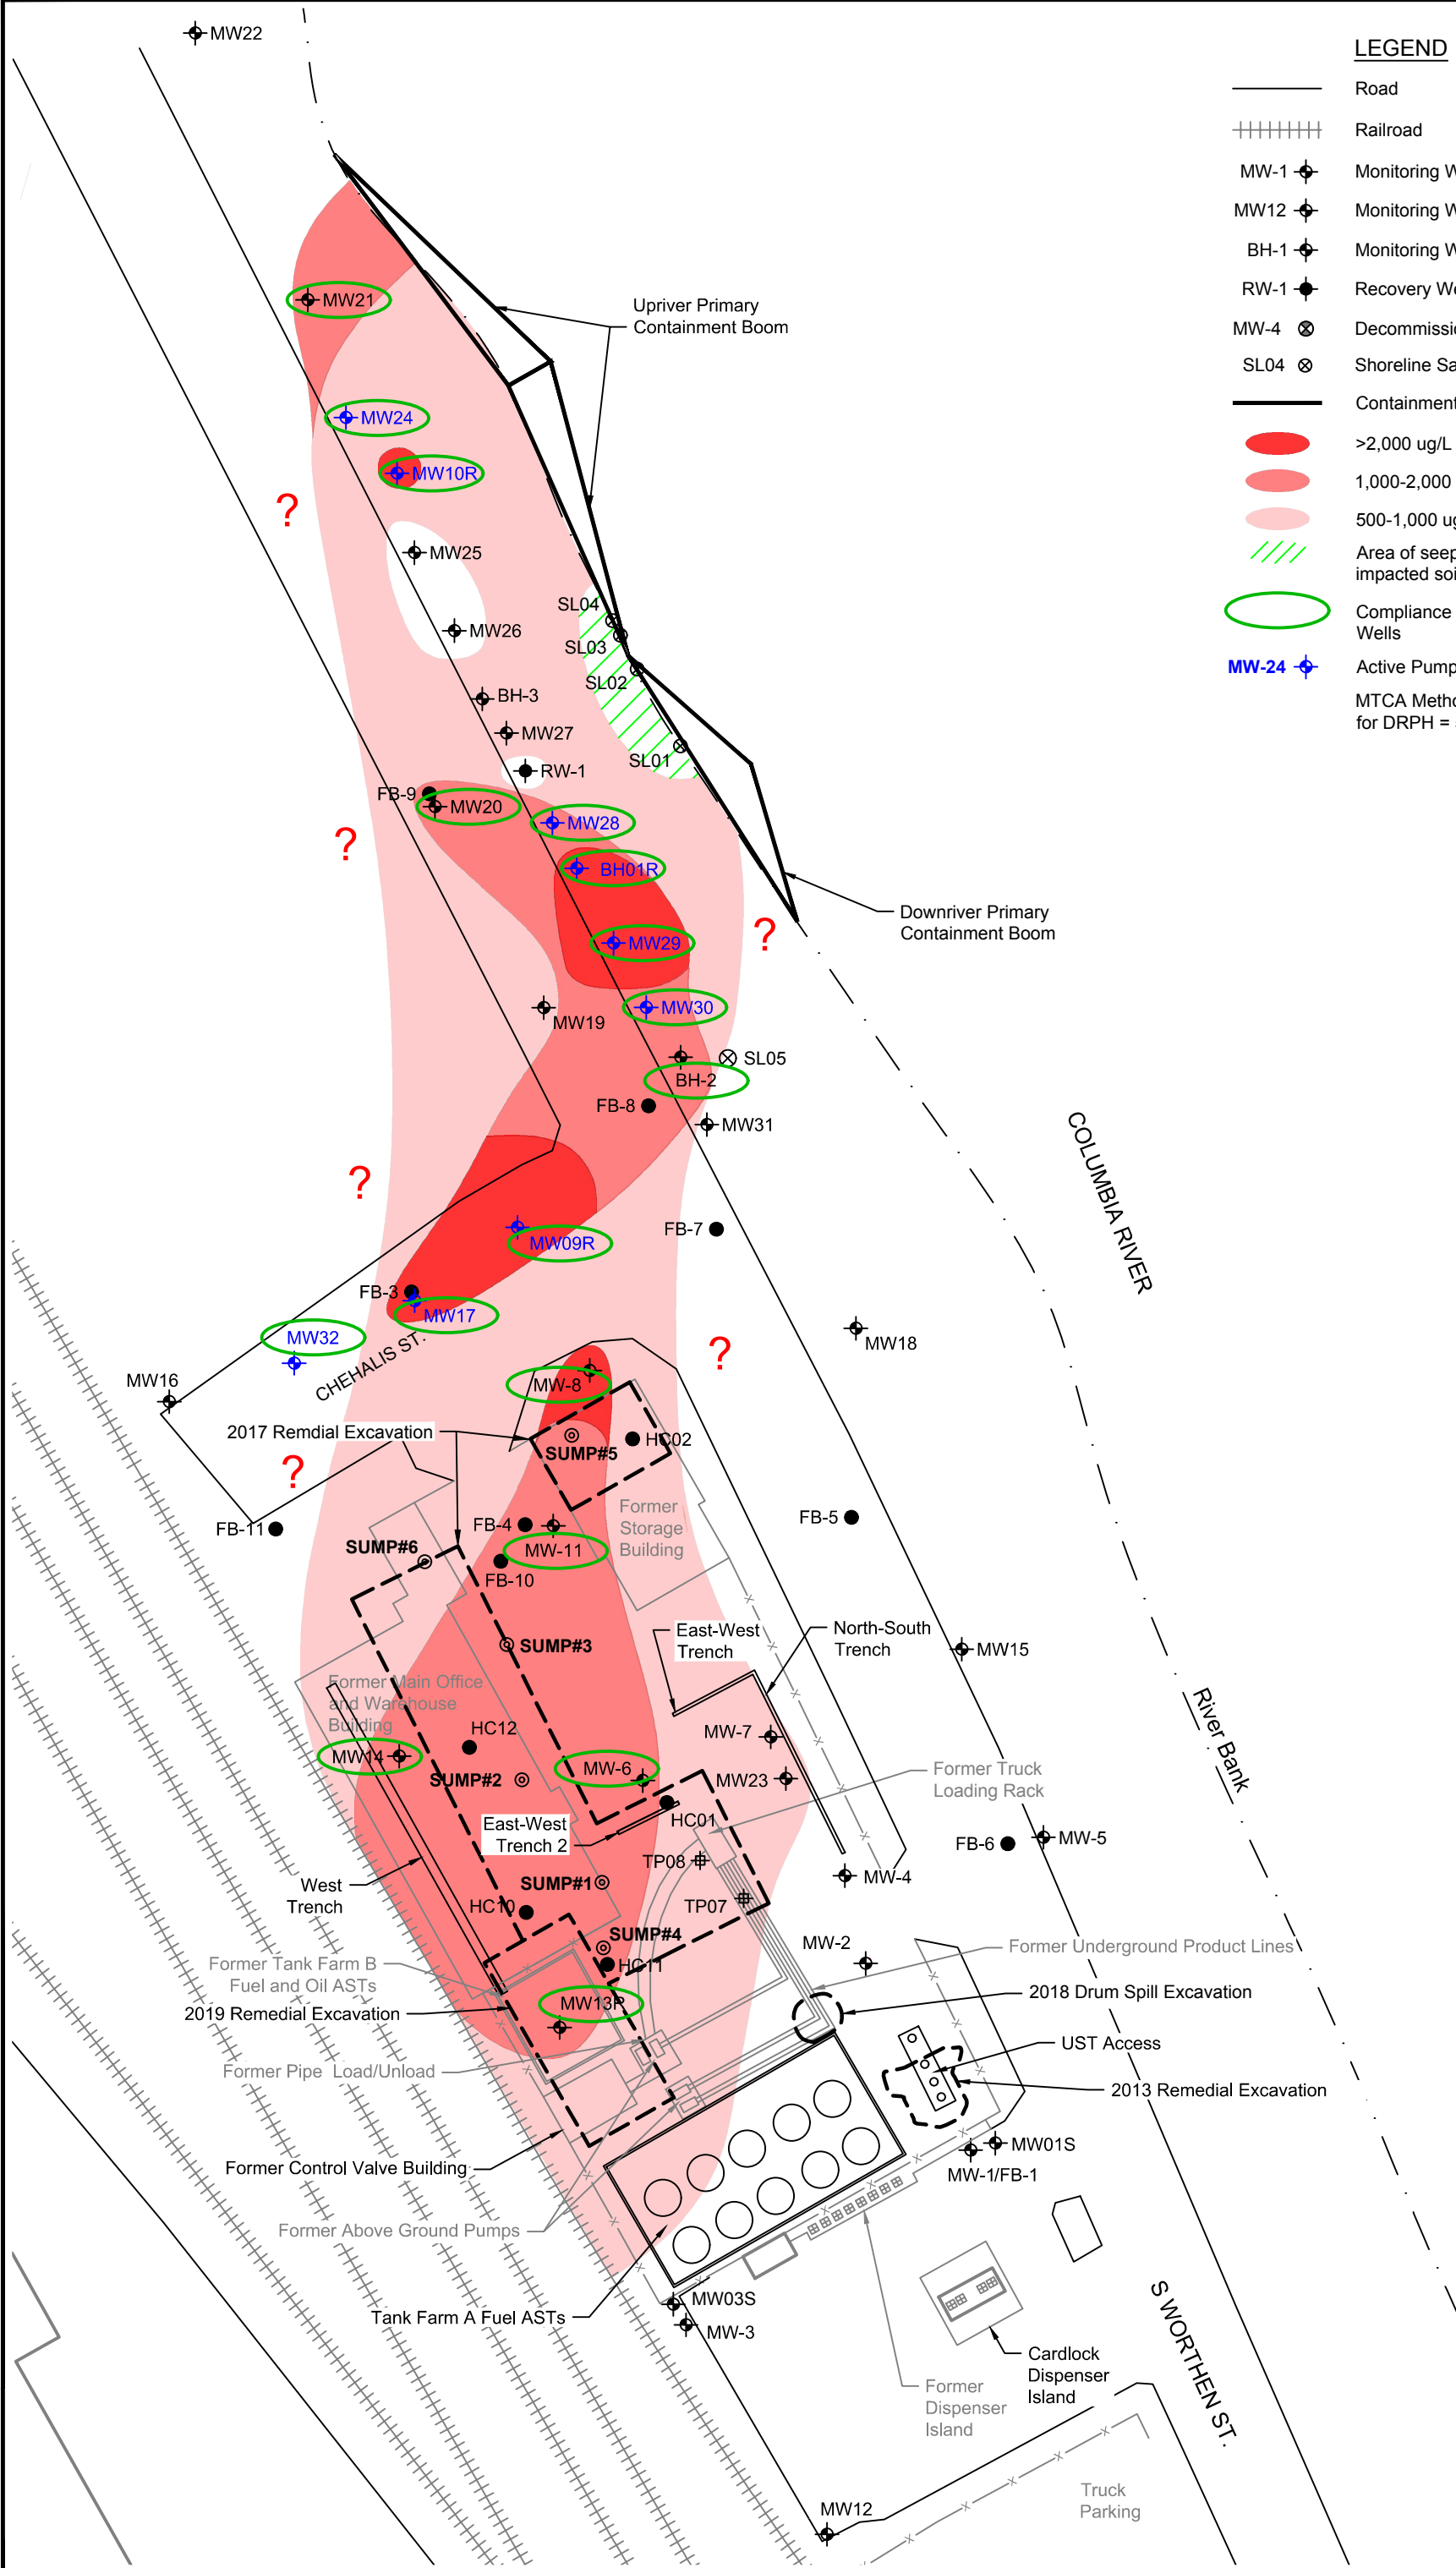 MW22
LEGEND
Road
Railroad
MW-1
Monitoring W
MW12
Monitoring W
BH-1
Monitoring W
RW-1
Recovery We
MW-4
Decommissio
SL04
Shoreline Sa
Containment
>2,000 ug/L
1,000-2,000
500-1,000 ug
Area of seep
impacted soi
Compliance
Wells
MW-24
Active Pump
MTCA Metho
for DRPH =
MW21
Upriver Primary
Containment Boom
MW24
MW10R
?
MW25
SL04
MW26
SL03
SL02
BH-3
MW27
SL01
RW-1
FB-9
MW20
MW28
?
BH01R
Downriver Primary
Containment Boom
?
MW29
MW30
MW19
SL05
BH-2
FB-8
MW31
COLUMBIA RIVER
?
FB-7
MW09R
FB-3
MW17
MW32
CHEHALIS ST.
MW18
?
MW16
MW-8
2017 Remdial Excavation
HC02
SUMP#5
?
Former
Storage
Building
FB-4
FB-5
FB-11
MW-11
SUMP#6
FB-10
East-West
Trench
North-South
Trench
SUMP#3
MW15
Former Main Office
and Warehouse
Building
River Bank
HC12
MW-7
MW14
MW-6
SUMP#2
MW23
Former Truck
Loading Rack
HC01
East-West
Trench 2
FB-6
MW-5
TP08
MW-4
West
Trench
SUMP#1
HC10
TP07
SUMP#4
MW-2
Former Underground Product Lines
Former Tank Farm B
Fuel and Oil ASTs
HC11
2018 Drum Spill Excavation
MW13R
2019 Remedial Excavation
UST Access
Former Pipe Load/Unload
2013 Remedial Excavation
MW01S
MW-1/FB-1
Former Control Valve Building
Former Above Ground Pumps
S WORTHEN ST.
MW03S
Tank Farm A Fuel ASTs
MW-3
Cardlock
Dispenser
Island
Former
Dispenser
Island
Truck
Parking
MW12